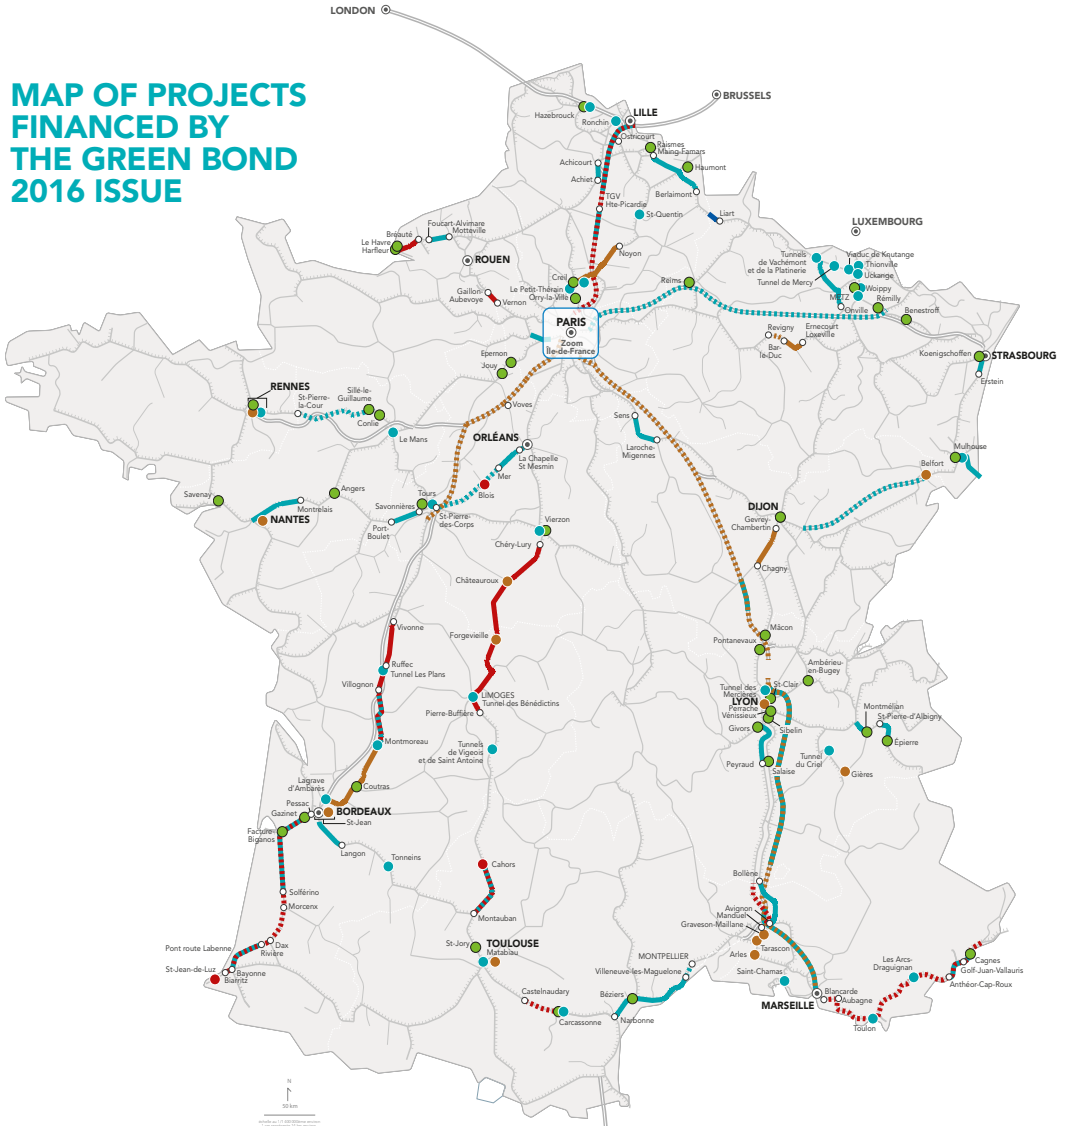 LONDON
MAP OF PROJECTS
FINANCED BY
THE GREEN BOND
2016 ISSUE
BRUSSELS
Hazebrouck
Ronchin
LILLE
Ostricourt
Raismes
Maing-Famars
Haumont
Achicourt
Achiet
Berlaimont
TGV
Hte-Picardie
St-Quentin
Liart
LUXEMBOURG
Foucart-Alvimare
Motteville
Bréauté
Le Havre
Harfleur
ROUEN
Noyon
Tunnels
de Vachémont
et de la Platinerie
Viaduc de Knutange
Thionville
Uckange
Tunnel de Mercy
Creil
Le Petit-Thérain
Orry-la-Ville
Reims
Woippy
METZ
Rémilly
Onville
Benestroff
Gaillon-
Aubevoye
Vernon
PARIS
Zoom
Île-de-France
Revigny
Ernecourt
Loxeville
Bar-
le-Duc
Koenigschoffen
STRASBOURG
Erstein
Epernon
Jouy
RENNES
St-Pierre-
la-Cour
Sillé-le-
Guillaume
Conlie
Voves
Le Mans
ORLÉANS
Sens
Laroche-
Migennes
La Chapelle
St Mesmin
Mer
Blois
Mulhouse
Belfort
Savenay
Angers
Montrelais
NANTES
Tours
Savonnières
St-Pierre-
des-Corps
Port-
Boulet
Vierzon
Chéry-Lury
DIJON
Gevrey-
Chambertin
Chagny
Châteauroux
Vivonne
Forgevieille
Mâcon
Pontanevaux
Ruffec
Tunnel Les Plans
Villognon
LIMOGES
Tunnel des Bénédictins
Pierre-Buffière
Ambérieu-
en-Bugey
Tunnel des
Mercières
St-Clair
LYON
Perrache
Vénissieux
Givors
Sibelin
Montmélian
St-Pierre-d'Albigny
Épierre
Montmoreau
Tunnels
de Vigeois
et de Saint Antoine
Peyraud
Salaise
Tunnel
du Criel
Gières
Lagrave
d'Ambarès
Coutras
Pessac
Gazinet
BORDEAUX
St-Jean
Facture-
Biganos
Langon
Tonneins
Cahors
Bollène
Solférino
Morcenx
Montauban
Avignon
Manduel
Graveson-Maillane
Tarascon
Arles
Pont route Labenne
Dax
Rivière
St-Jean-de-Luz
Bayonne
Biarritz
St-Jory
TOULOUSE
Matabiau
MONTPELLIER
Villeneuve-les-Maguelone
Saint-Chamas
Les Arcs-
Draguignan
Cagnes
Golf-Juan-Vallauris
Anthéor-Cap-Roux
Castelnaudary
Carcassonne
Béziers
Narbonne
MARSEILLE
Blancarde
Aubagne
Toulon
N
50 km